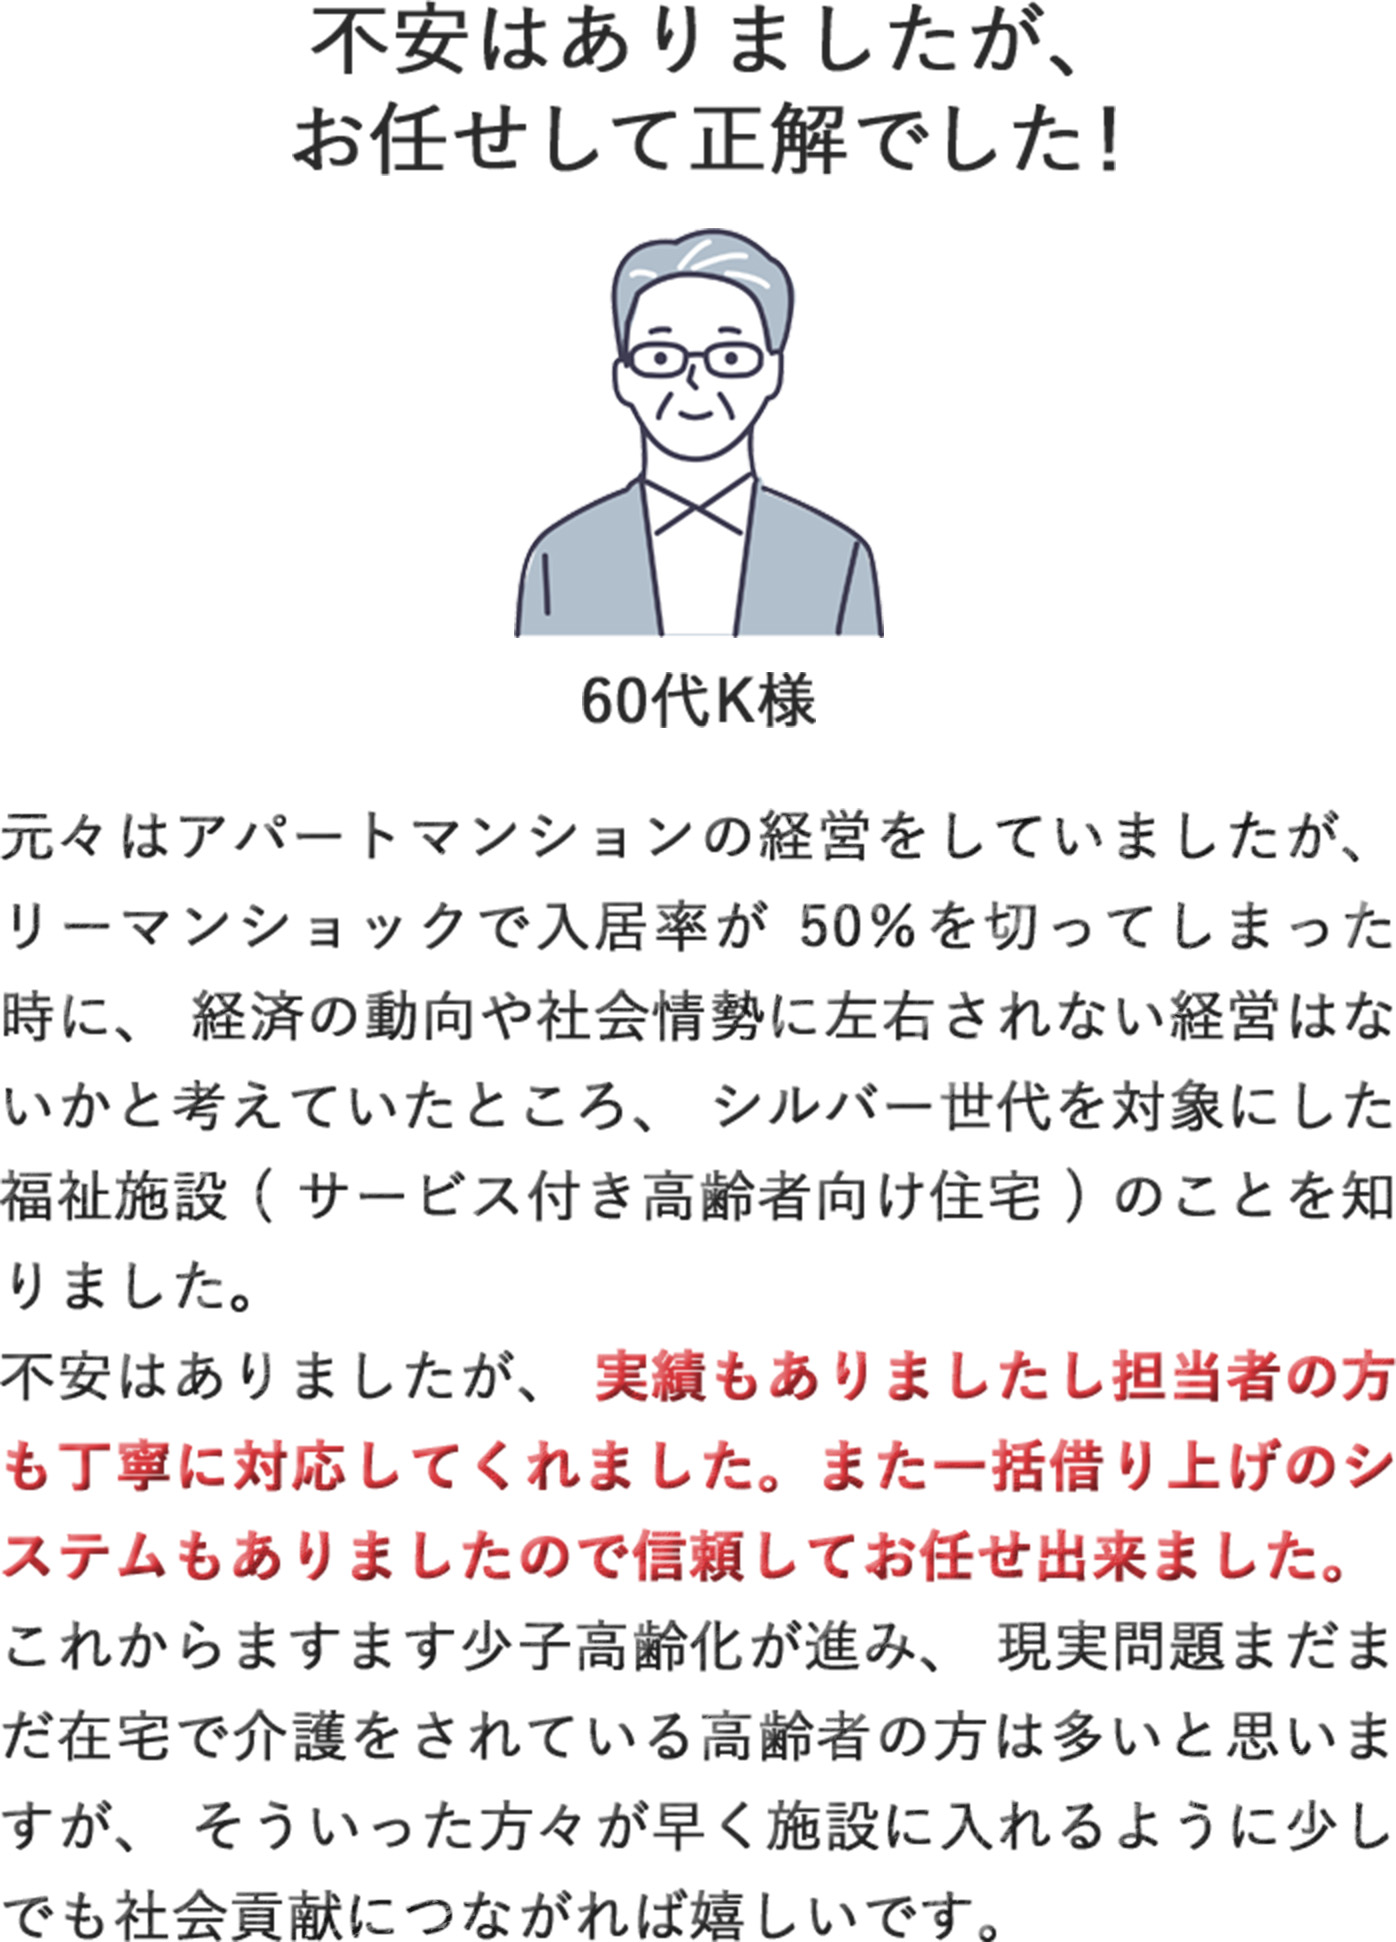 不安はありましたが、
お任せして正解でした!
60代K様
元々はアパートマンションの経営をしていましたが、
リーマンショックで入居率が 50%を切ってしまった
時に、 経済の動向や社会情勢に左右されない経営はな
いかと考えていたところ、 シルバー世代を対象にした
福祉施設 ( サービス付き高齢者向け住宅 ) のことを知
りました。
不安はありましたが、 実績もありましたし担当者の方
も丁寧に対応してくれました。また一括借り上げのシ
ステムもありましたので信頼してお任せ出来ました。
これからますます少子高齢化が進み、 現実問題まだま
だ在宅で介護をされている高齢者の方は多いと思いま
すが、 そういった方々が早く施設に入れるように少し
でも社会貢献につながれば嬉しいです。